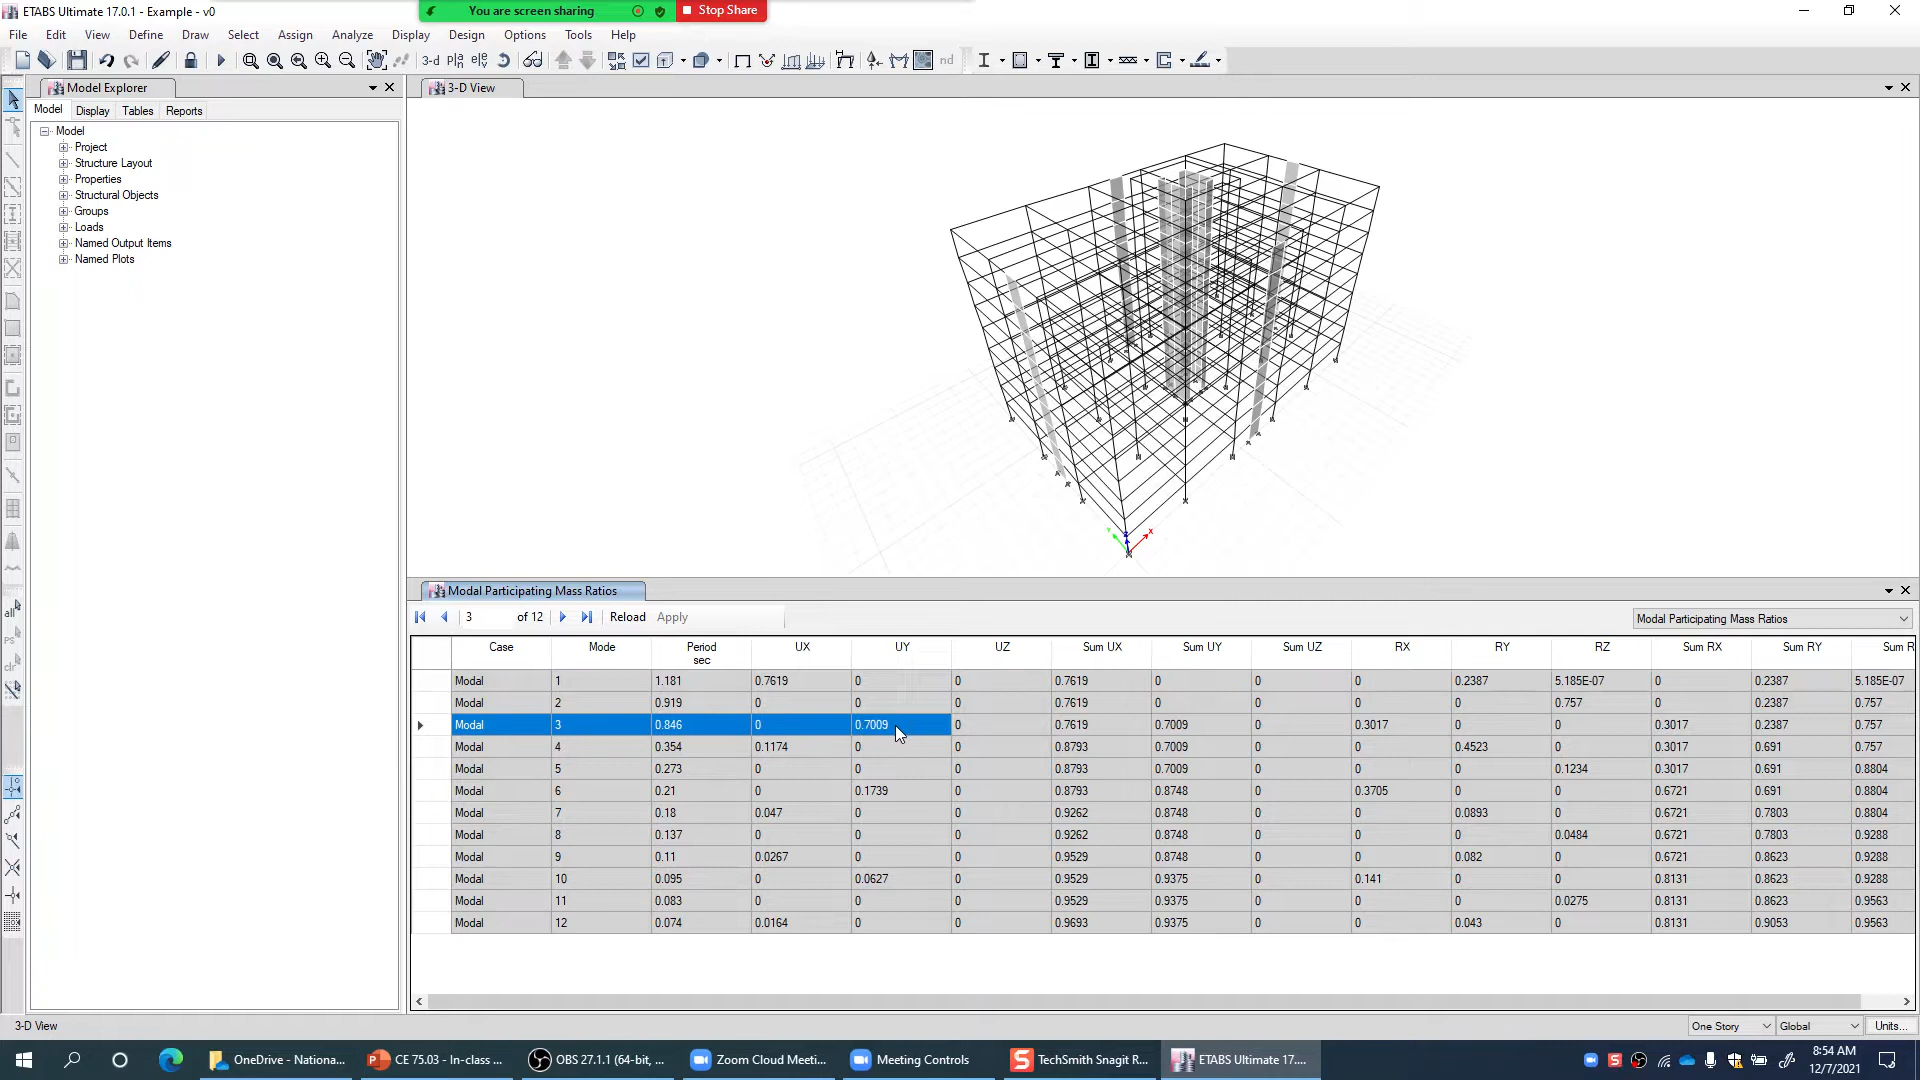 ETABS Ultimate 17.0.1 - Example - v0
You are screen sharing
Stop Share
File Edit View Define Draw Select Assign Analyze Display Design Options Tools Help
3-d
nd
Model Explorer
3-D View
Model Display Tables Reports
Model
Project
Structure Layout
Properties
Structural Objects
Groups
Loads
Named Output Items
Named Plots
X
Y
all
PS
clr
Modal Participating Mass Ratios
3 of 12 Reload Apply
Modal Participating Mass Ratios
Case Mode Period UX UY UZ Sum UX Sum UY Sum UZ RX RY RZ Sum RX Sum RY Sum R
sec
Modal 1 1.181 0.7619 0 0 0.7619 0 0 0 0.2387 5.185E-07 0 0.2387 5.185E-07
Modal 2 0.919 0 0 0 0.7619 0 0 0 0 0.757 0 0.2387 0.757
Modal 3 0.846 0 0.7009 0 0.7619 0.7009 0 0.3017 0 0 0.3017 0.2387 0.757
Modal 4 0.354 0.1174 0 0 0.8793 0.7009 0 0 0.4523 0 0.3017 0.691 0.757
Modal 5 0.273 0 0 0 0.8793 0.7009 0 0 0 0.1234 0.3017 0.691 0.8804
Modal 6 0.21 0 0.1739 0 0.8793 0.8748 0 0.3705 0 0 0.6721 0.691 0.8804
Modal 7 0.18 0.047 0 0 0.9262 0.8748 0 0 0.0893 0 0.6721 0.7803 0.8804
Modal 8 0.137 0 0 0 0.9262 0.8748 0 0 0 0.0484 0.6721 0.7803 0.9288
Modal 9 0.11 0.0267 0 0 0.9529 0.8748 0 0 0.082 0 0.6721 0.8623 0.9288
Modal 10 0.095 0 0.0627 0 0.9529 0.9375 0 0.141 0 0 0.8131 0.8623 0.9288
Modal 11 0.083 0 0 0 0.9529 0.9375 0 0 0 0.0275 0.8131 0.8623 0.9563
Modal 12 0.074 0.0164 0 0 0.9693 0.9375 0 0 0.043 0 0.8131 0.9053 0.9563
3-D View
One Story Global Units...
OneDrive - Nationa...
CE 75.03 - In-class ...
OBS 27.1.1 (64-bit, ...
Zoom Cloud Meeti...
Meeting Controls
TechSmith Snagit R...
ETABS Ultimate 17....
8:54 AM
12/7/2021